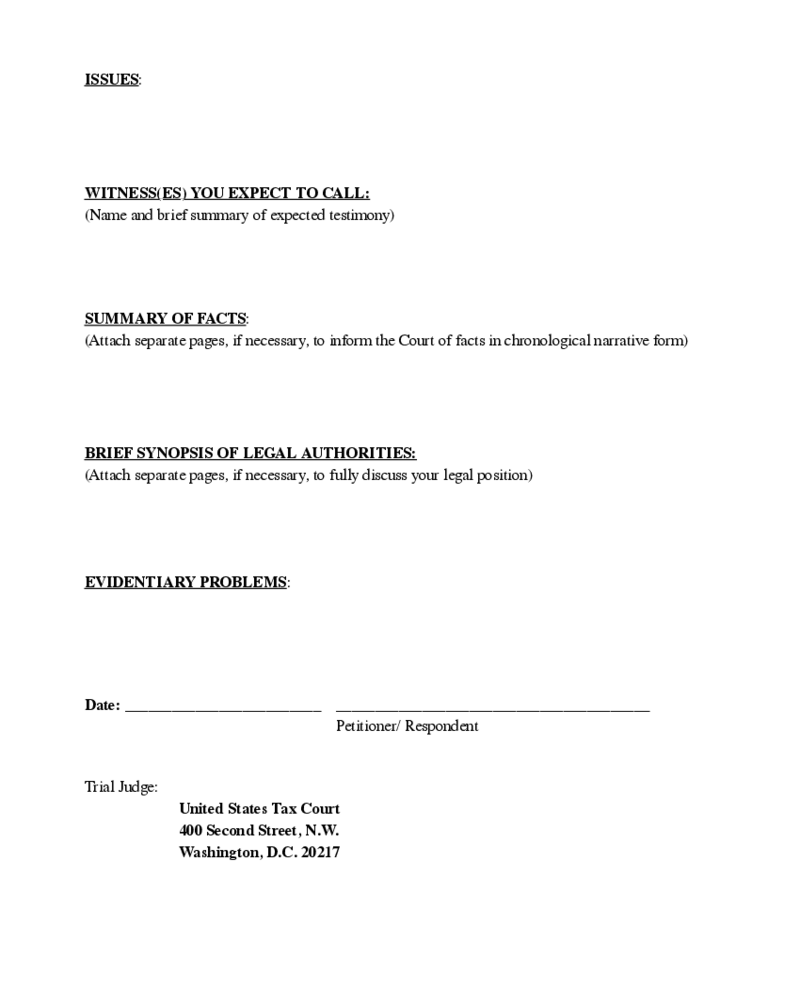 ISSUES:
WITNESS(ES) YOU EXPECT TO CALL:
(Name and brief summary of expected testimony)
SUMMARY OF FACTS:
(Attach separate pages, if necessary, to inform the Court of facts in chronological narrative form)
BRIEF SYNOPSIS OF LEGAL AUTHORITIES:
(Attach separate pages, if necessary, to fully discuss your legal position)
EVIDENTIARY PROBLEMS:
Date: _________________________ ________________________________________
Petitioner/ Respondent
Trial Judge:
United States Tax Court
400 Second Street, N.W.
Washington, D.C. 20217